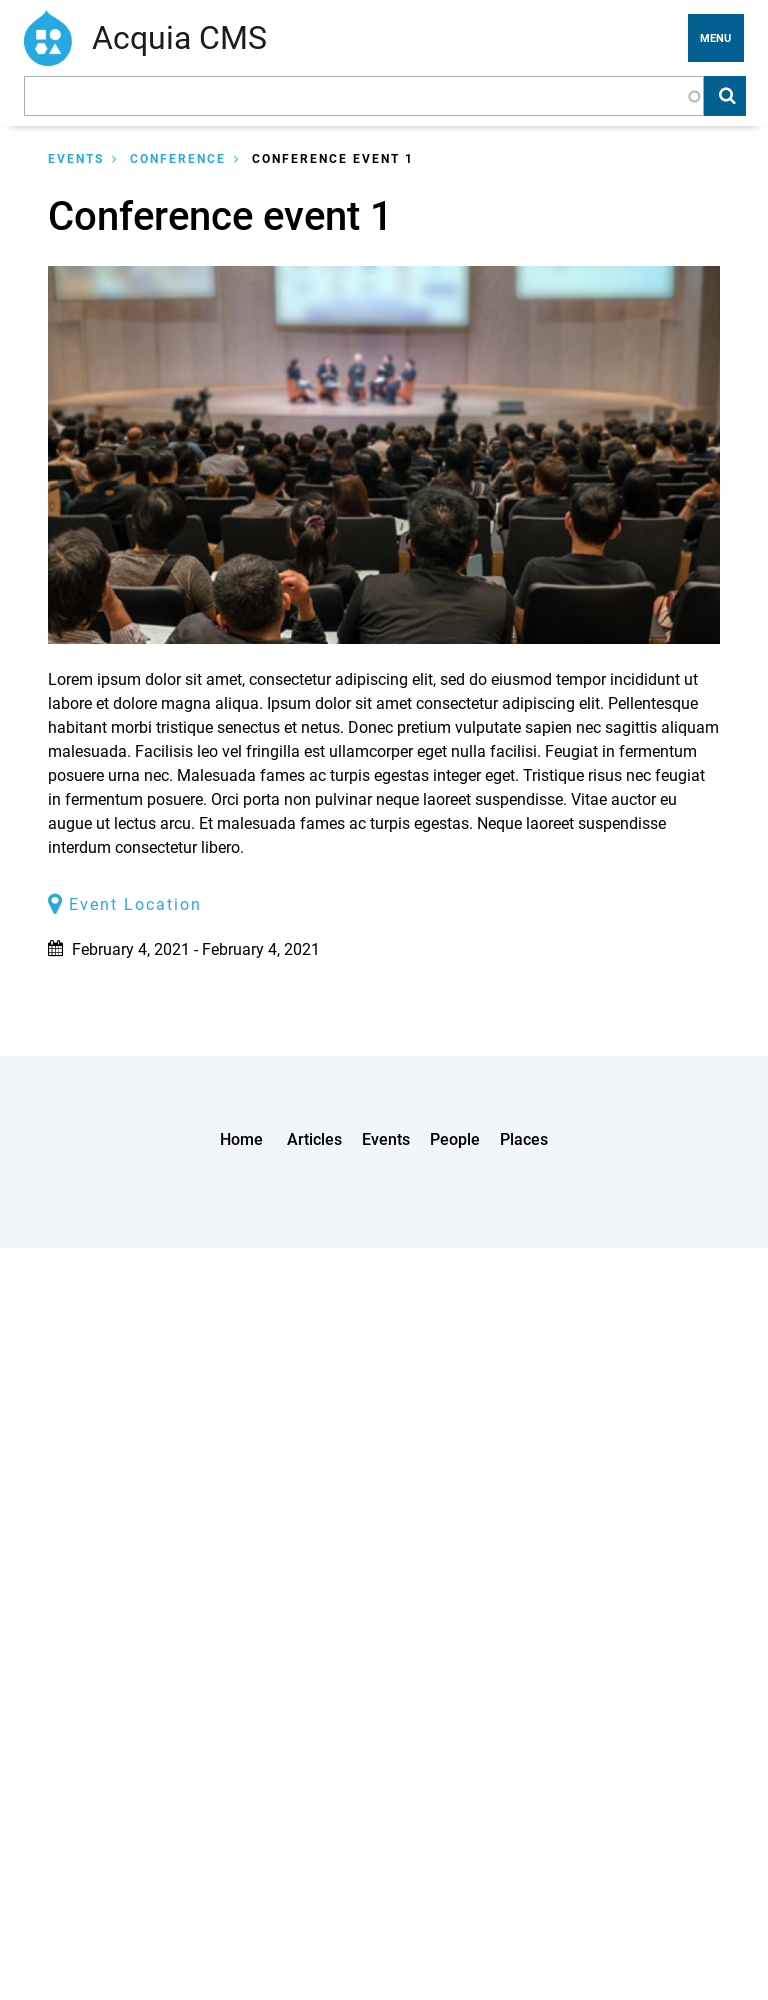 Acquia CMS
MENU
EVENTS > CONFERENCE > CONFERENCE EVENT 1
Conference event 1
Lorem ipsum dolor sit amet, consectetur adipiscing elit, sed do eiusmod tempor incididunt ut
labore et dolore magna aliqua. Ipsum dolor sit amet consectetur adipiscing elit. Pellentesque
habitant morbi tristique senectus et netus. Donec pretium vulputate sapien nec sagittis aliquam
malesuada. Facilisis leo vel fringilla est ullamcorper eget nulla facilisi. Feugiat in fermentum
posuere urna nec. Malesuada fames ac turpis egestas integer eget. Tristique risus nec feugiat
in fermentum posuere. Orci porta non pulvinar neque laoreet suspendisse. Vitae auctor eu
augue ut lectus arcu. Et malesuada fames ac turpis egestas. Neque laoreet suspendisse
interdum consectetur libero.
Event Location
February 4, 2021 - February 4, 2021
Home Articles Events People Places